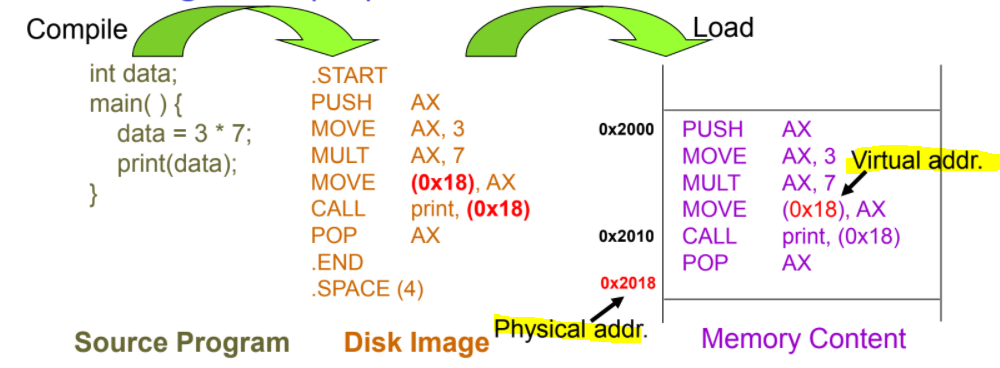 Compile
Load
int data;
main( ) {
data = 3 * 7;
print(data);
}
.START
PUSH AX
MOVE AX, 3
MULT AX, 7
MOVE (0x18), AX
CALL print, (0x18)
POP AX
.END
.SPACE (4)
0x2000 PUSH AX
MOVE AX, 3
Virtual addr.
MULT AX, 7
MOVE (0x18), AX
0x2010 CALL print, (0x18)
POP AX
0x2018
Physical addr.
Source Program
Disk Image
Memory Content